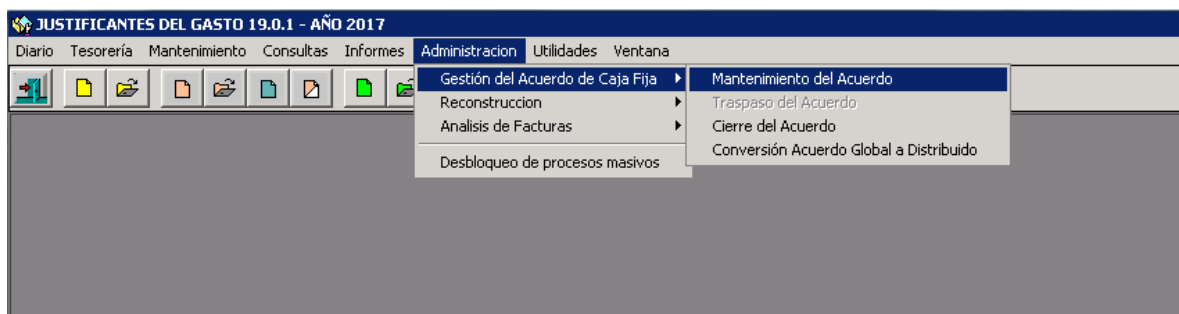 JUSTIFICANTES DEL GASTO 19.0.1 - AÑO 2017
Diario Tesorería Mantenimiento Consultas Informes Administracion Utilidades Ventana
Gestión del Acuerdo de Caja Fija
Reconstruccion
Analisis de Facturas
Desbloqueo de procesos masivos
Mantenimiento del Acuerdo
Traspaso del Acuerdo
Cierre del Acuerdo
Conversión Acuerdo Global a Distribuido